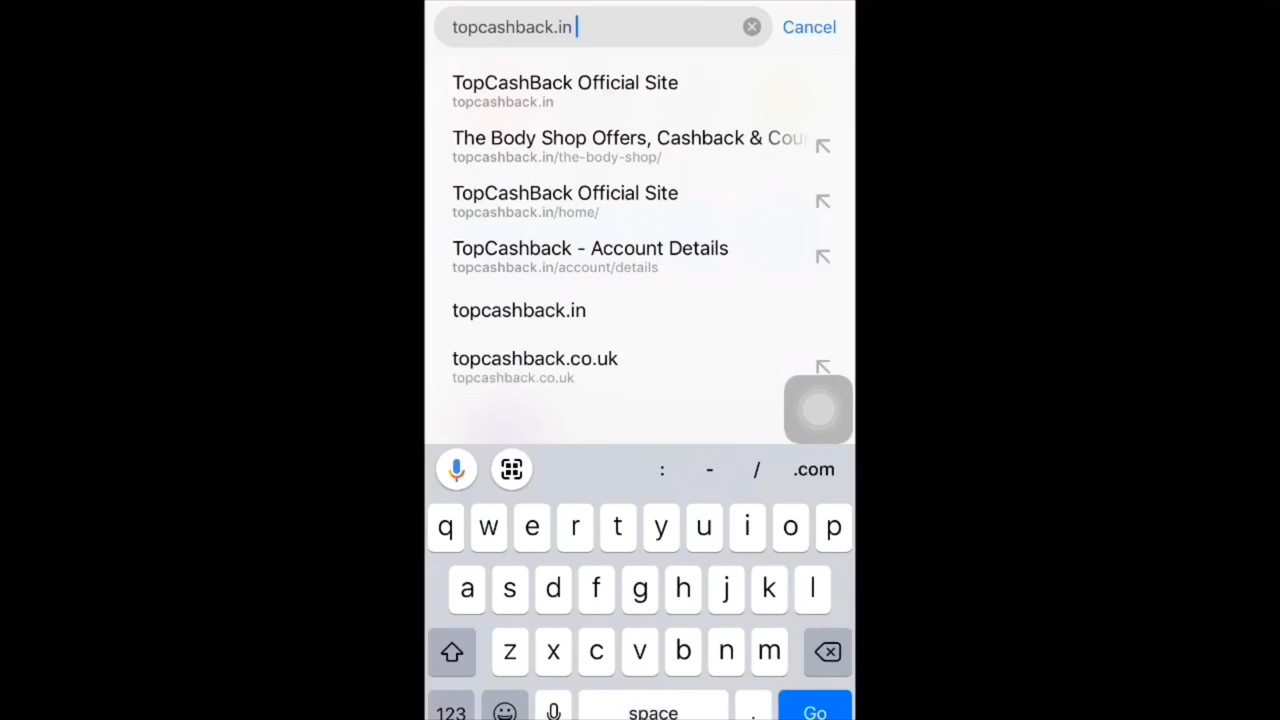 topcashback.in
Cancel
TopCashBack Official Site
topcashback.in
The Body Shop Offers, Cashback & Cou
topcashback.in/the-body-shop/
TopCashBack Official Site
topcashback.in/home/
TopCashback - Account Details
topcashback.in/account/details
topcashback.in
topcashback.co.uk
topcashback.co.uk
: - / .com
q w e r t y u i o p
a s d f g h j k l
z x c v b n m
123 space . Go